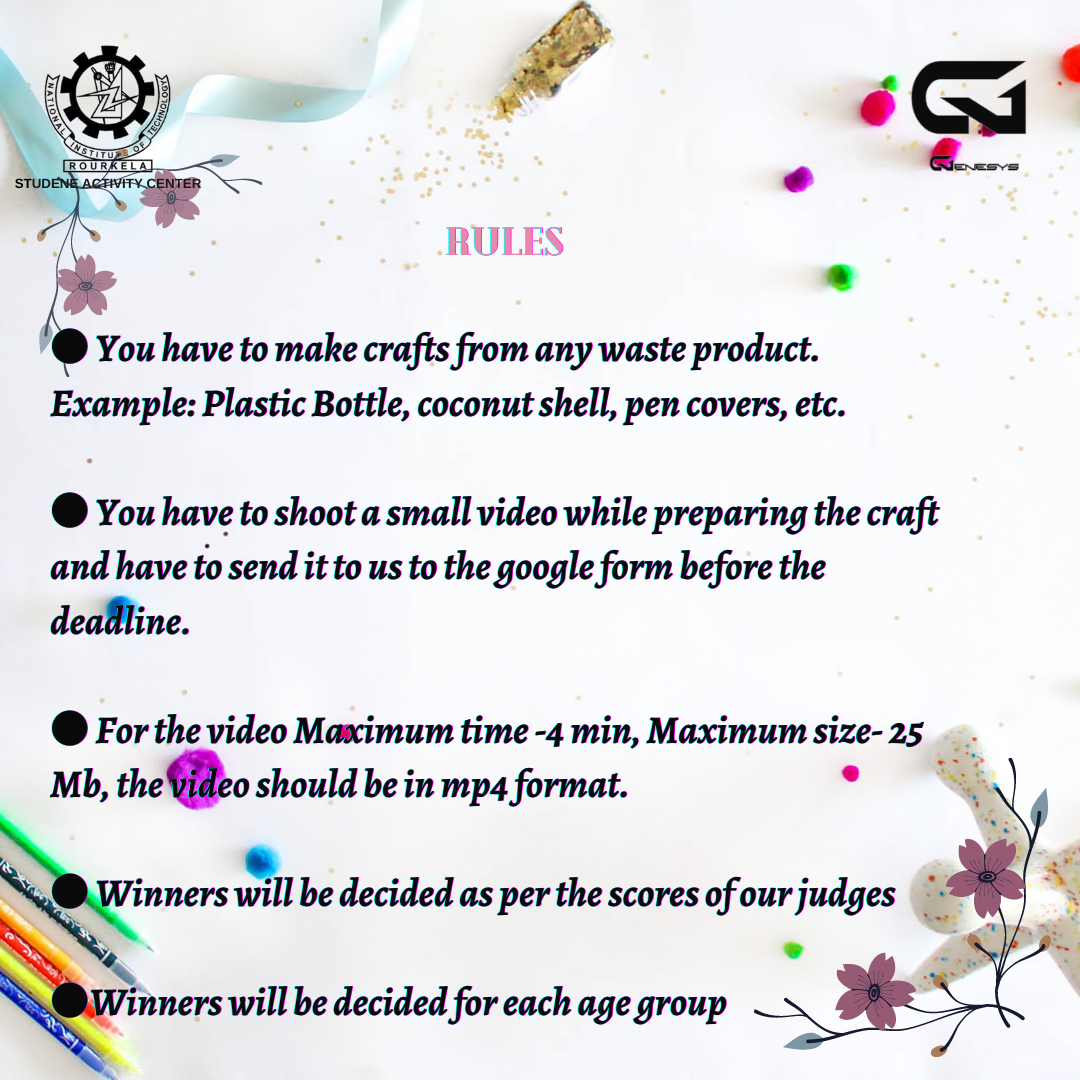 NATIONAL INSTITUTE OF TECHNOLOGY
ROURKELA
STUDENE ACTIVITY CENTER
GENESYS
RULES
● You have to make crafts from any waste product.
Example: Plastic Bottle, coconut shell, pen covers, etc.
● You have to shoot a small video while preparing the craft
and have to send it to us to the google form before the
deadline.
● For the video Maximum time -4 min, Maximum size- 25
Mb, the video should be in mp4 format.
● Winners will be decided as per the scores of our judges
●Winners will be decided for each age group